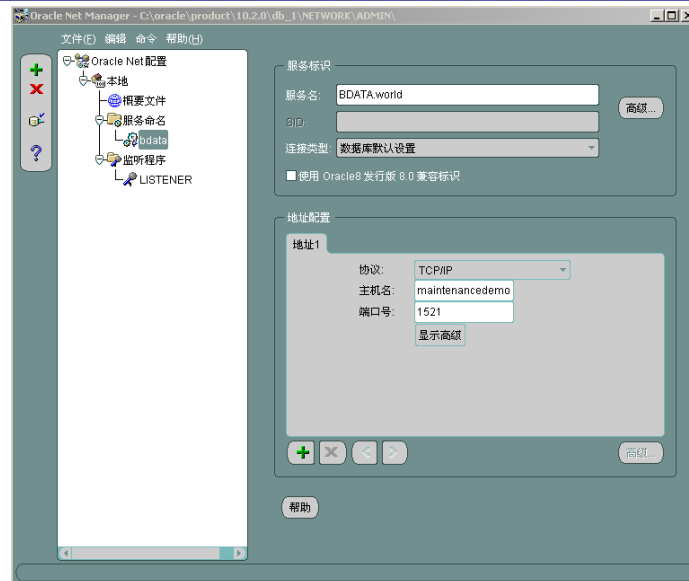 Oracle Net Manager - C:\oracle\product\10.2.0\db_1\NETWORK\ADMIN\
文件(F) 编辑 命令 帮助(H)
Oracle Net 配置
本地
概要文件
服务命名
bdata
监听程序
LISTENER
服务标识
服务名: BDATA.world
高级...
SID:
连接类型: 数据库默认设置
使用 Oracle8 发行版 8.0 兼容标识
地址配置
地址1
协议: TCP/IP
主机名: maintenancedemo
端口号: 1521
显示高级
高级...
帮助